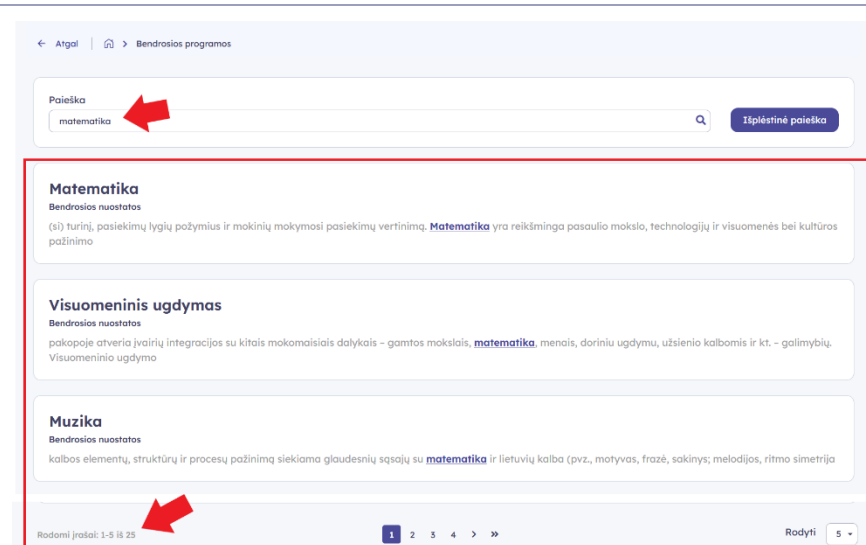 Atgal
Bendrosios programos
Paieška
matematika
Išplėstinė paieška
Matematika
Bendrosios nuostatos
(si) turinį, pasiekimų lygių požymius ir mokinių mokymosi pasiekimų vertinimą. Matematika yra reikšminga pasaulio mokslo, technologijų ir visuomenės bei kultūros
pažinimo
Visuomeninis ugdymas
Bendrosios nuostatos
pakopoje atveria įvairių integracijos su kitais mokomaisiais dalykais – gamtos mokslais, matematika, menais, doriniu ugdymu, užsienio kalbomis ir kt. – galimybių.
Visuomeninio ugdymo
Muzika
Bendrosios nuostatos
kalbos elementų, struktūrų ir procesų pažinimą siekiama glaudesnių sąsajų su matematika ir lietuvių kalba (pvz., motyvas, frazė, sakinys; melodijos, ritmo simetrija
Rodomi įrašai: 1-5 iš 25
1 2 3 4 > »
Rodyti 5